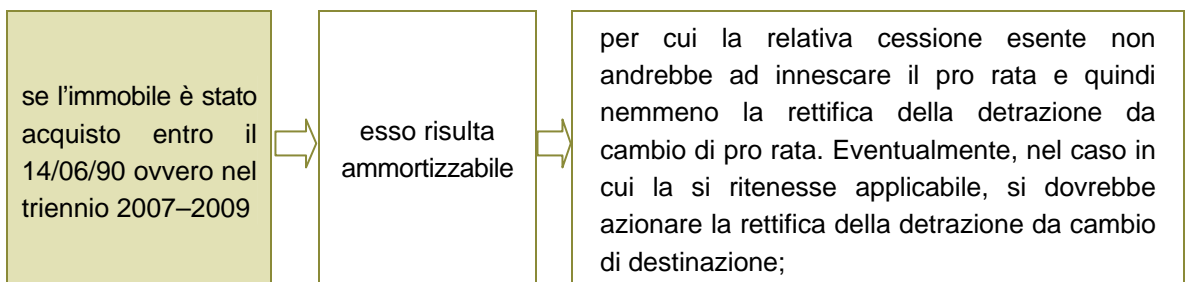 se l'immobile è stato
acquisto entro il
14/06/90 ovvero nel
triennio 2007–2009
esso risulta
ammortizzabile
per cui la relativa cessione esente non
andrebbe ad innescare il pro rata e quindi
nemmeno la rettifica della detrazione da
cambio di pro rata. Eventualmente, nel caso in
cui la si ritenesse applicabile, si dovrebbe
azionare la rettifica della detrazione da cambio
di destinazione;